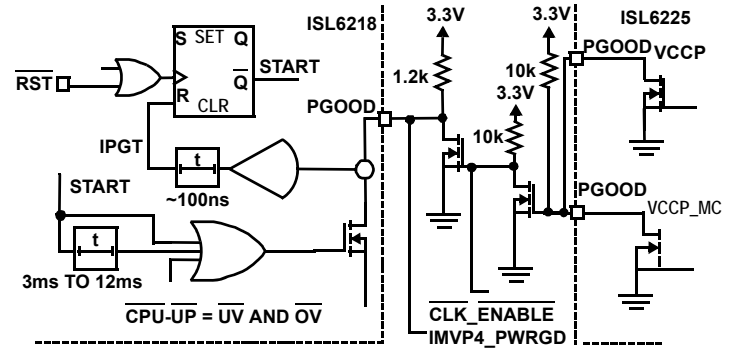 ISL6218
3.3V
3.3V
ISL6225
S SET Q
Q
START
RST
R
CLR
1.2k
10k
3.3V
PGOOD
VCCP
PGOOD
IPGT
t
~100ns
10k
START
PGOOD
VCCP_MC
t
3ms TO 12ms
CPU-UP = UV AND OV
CLK_ENABLE
IMVP4_PWRGD